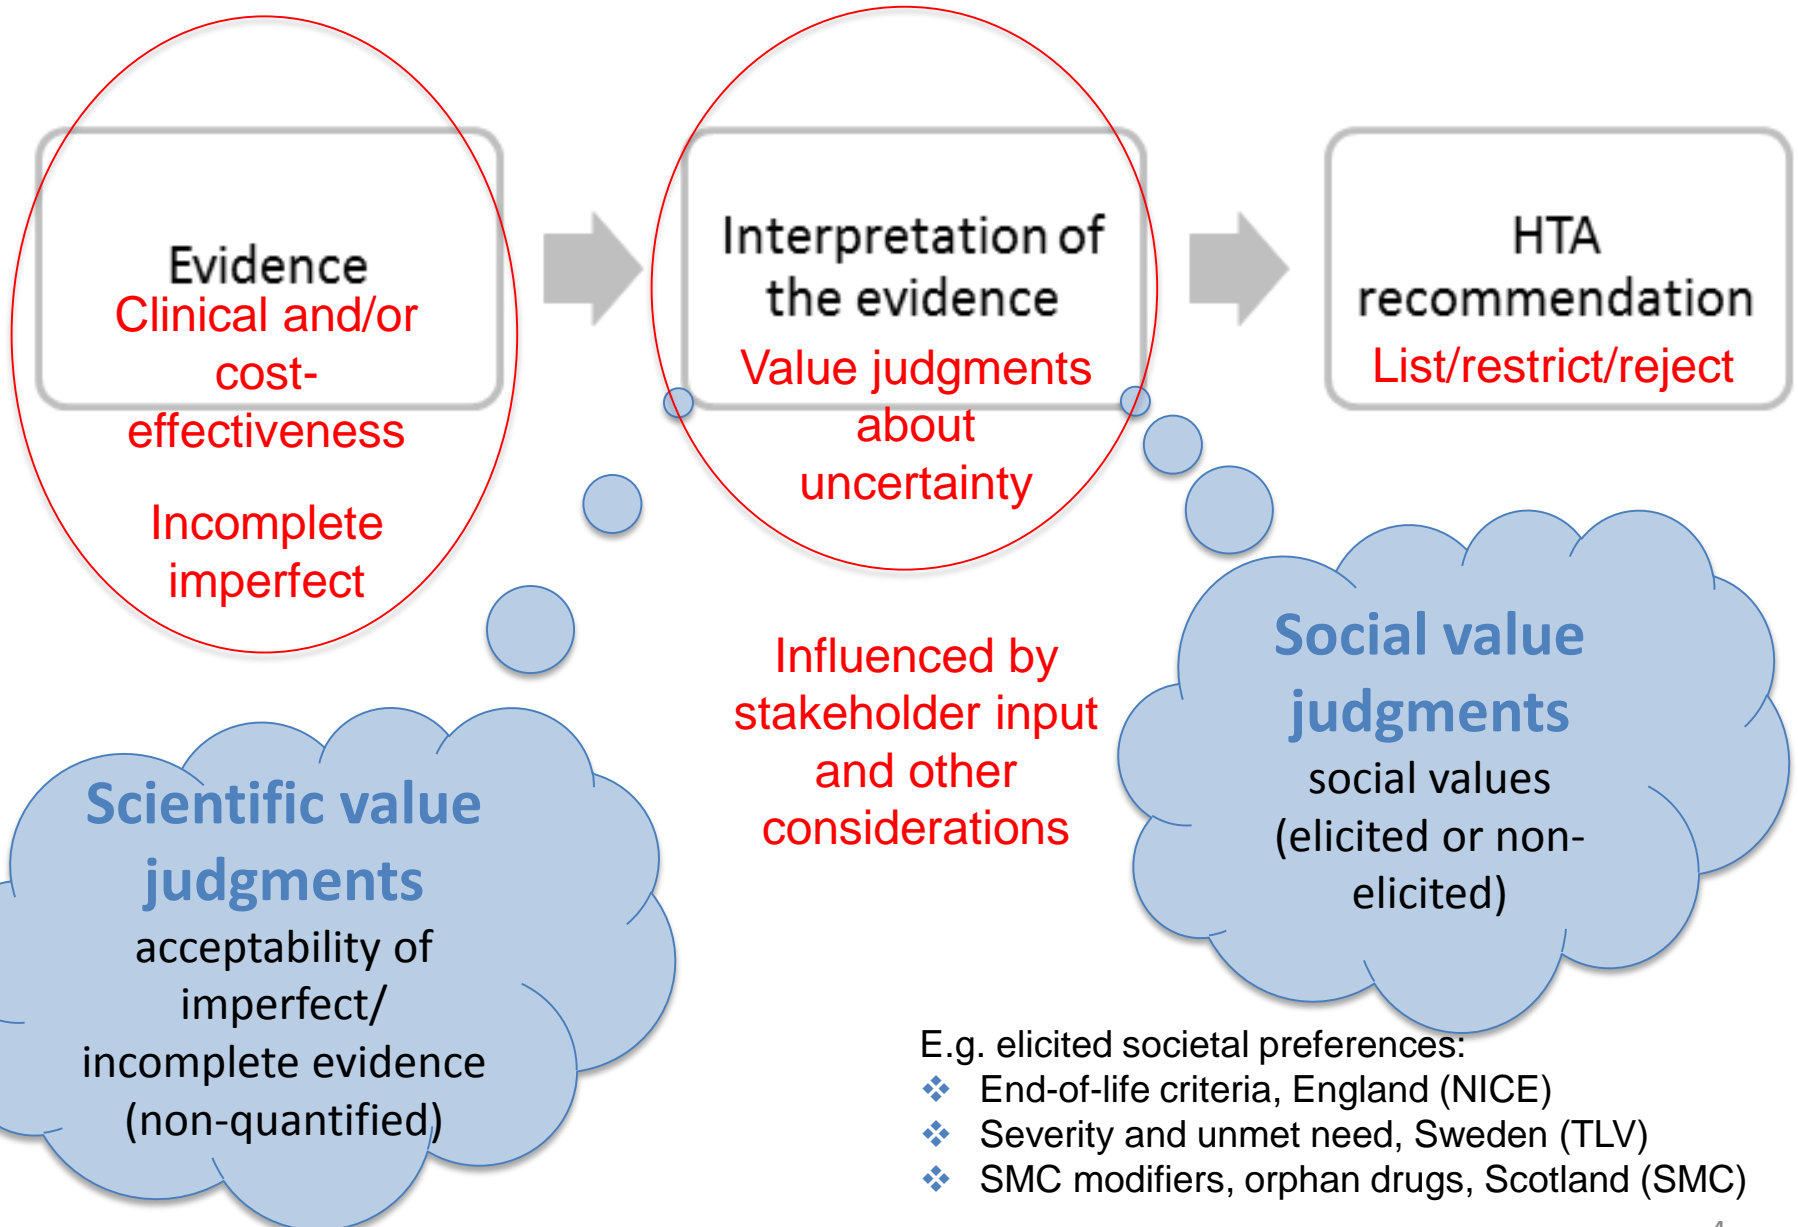 Evidence
Clinical and/or
cost-
effectiveness
Incomplete
imperfect
Interpretation of
the evidence
Value judgments
about
uncertainty
HTA
recommendation
List/restrict/reject
Influenced by
stakeholder input
and other
considerations
Scientific value
judgments
acceptability of
imperfect/
incomplete evidence
(non-quantified)
Social value
judgments
social values
(elicited or non-
elicited)
E.g. elicited societal preferences:
❖ End-of-life criteria, England (NICE)
❖ Severity and unmet need, Sweden (TLV)
❖ SMC modifiers, orphan drugs, Scotland (SMC)